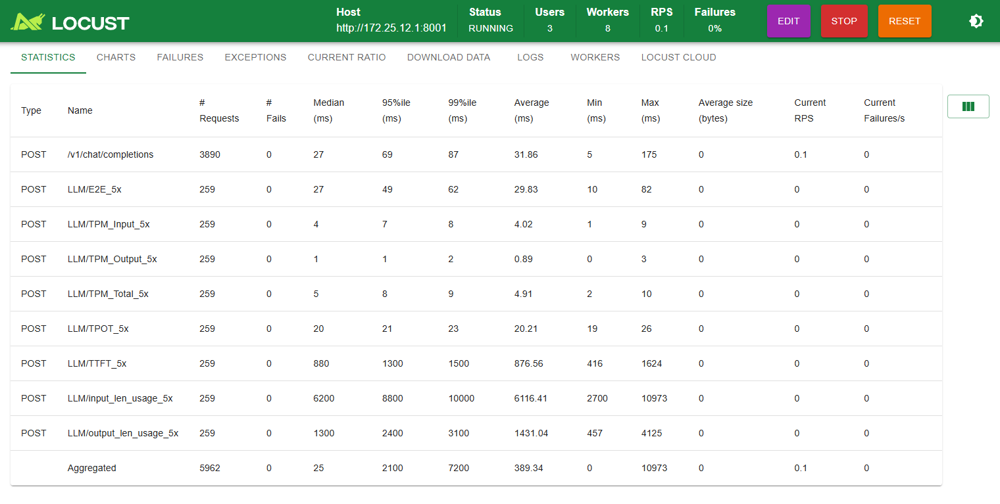 LOCUST
Host
http://172.25.12.1:8001
Status
RUNNING
Users
3
Workers
8
RPS
0.1
Failures
0%
EDIT
STOP
RESET
STATISTICS CHARTS FAILURES EXCEPTIONS CURRENT RATIO DOWNLOAD DATA LOGS WORKERS LOCUST CLOUD
Type Name # Requests # Fails Median (ms) 95%ile (ms) 99%ile (ms) Average (ms) Min (ms) Max (ms) Average size (bytes) Current RPS Current Failures/s
POST /v1/chat/completions 3890 0 27 69 87 31.86 5 175 0 0.1 0
POST LLM/E2E_5x 259 0 27 49 62 29.83 10 82 0 0 0
POST LLM/TPM_Input_5x 259 0 4 7 8 4.02 1 9 0 0 0
POST LLM/TPM_Output_5x 259 0 1 1 2 0.89 0 3 0 0 0
POST LLM/TPM_Total_5x 259 0 5 8 9 4.91 2 10 0 0 0
POST LLM/TPOT_5x 259 0 20 21 23 20.21 19 26 0 0 0
POST LLM/TTFT_5x 259 0 880 1300 1500 876.56 416 1624 0 0 0
POST LLM/input_len_usage_5x 259 0 6200 8800 10000 6116.41 2700 10973 0 0 0
POST LLM/output_len_usage_5x 259 0 1300 2400 3100 1431.04 457 4125 0 0 0
Aggregated 5962 0 25 2100 7200 389.34 0 10973 0 0.1 0